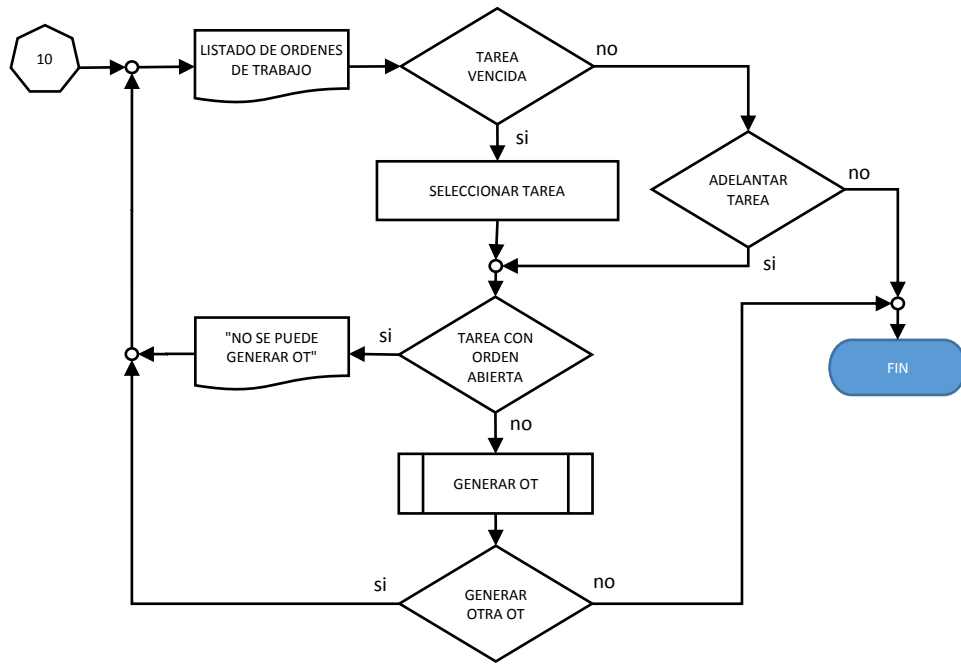 10
LISTADO DE ORDENES
DE TRABAJO
TAREA
VENCIDA
no
si
SELECCIONAR TAREA
ADELANTAR
TAREA
no
si
"NO SE PUEDE
GENERAR OT"
si
TAREA CON
ORDEN
ABIERTA
FIN
no
GENERAR OT
si
GENERAR
OTRA OT
no